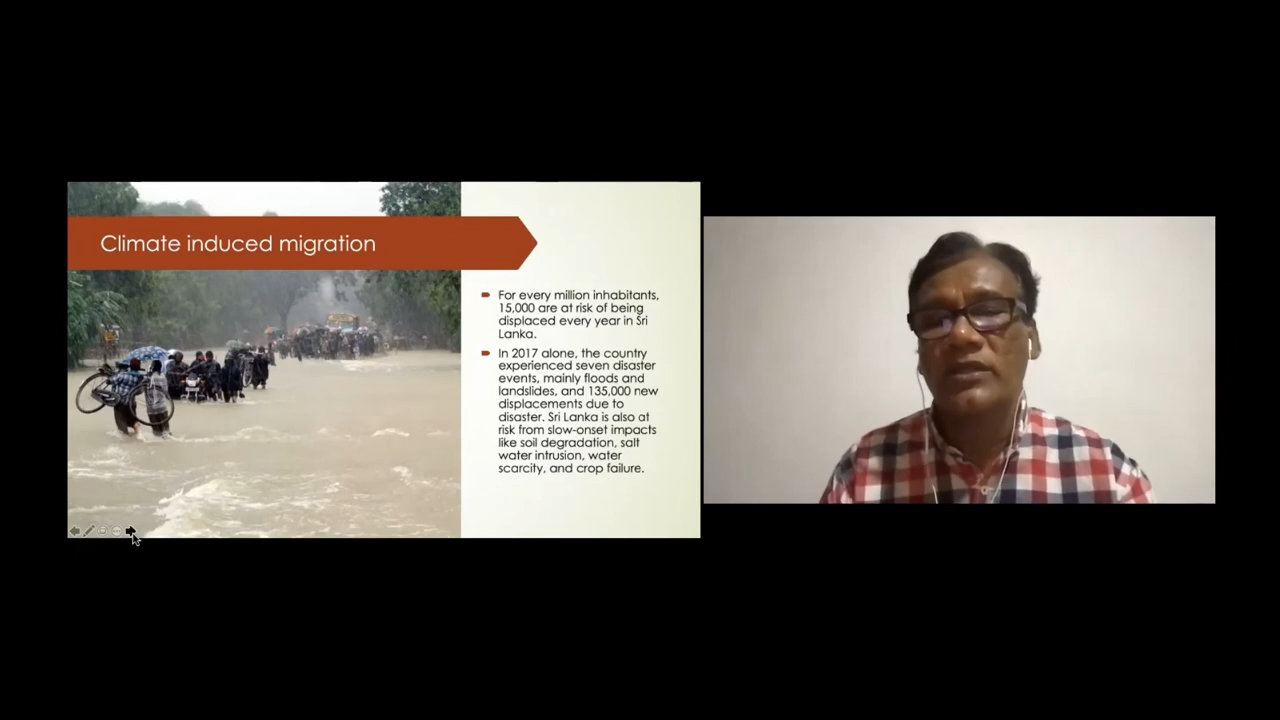 Climate induced migration
For every million inhabitants,
15,000 are at risk of being
displaced every year in Sri
Lanka.
In 2017 alone, the country
experienced seven disaster
events, mainly floods and
landslides, and 135,000 new
displacements due to
disaster. Sri Lanka is also at
risk from slow-onset impacts
like soil degradation, salt
water intrusion, water
scarcity, and crop failure.